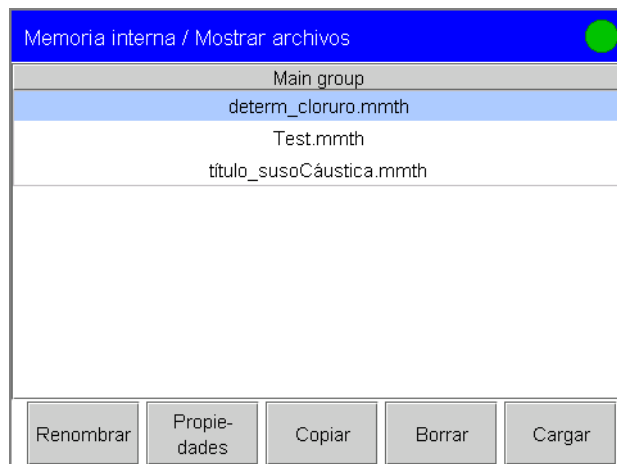 Memoria interna / Mostrar archivos
Main group
determ_cloruro.mmth
Test.mmth
título_susoCáustica.mmth
Renombrar
Propie-
dades
Copiar
Borrar
Cargar